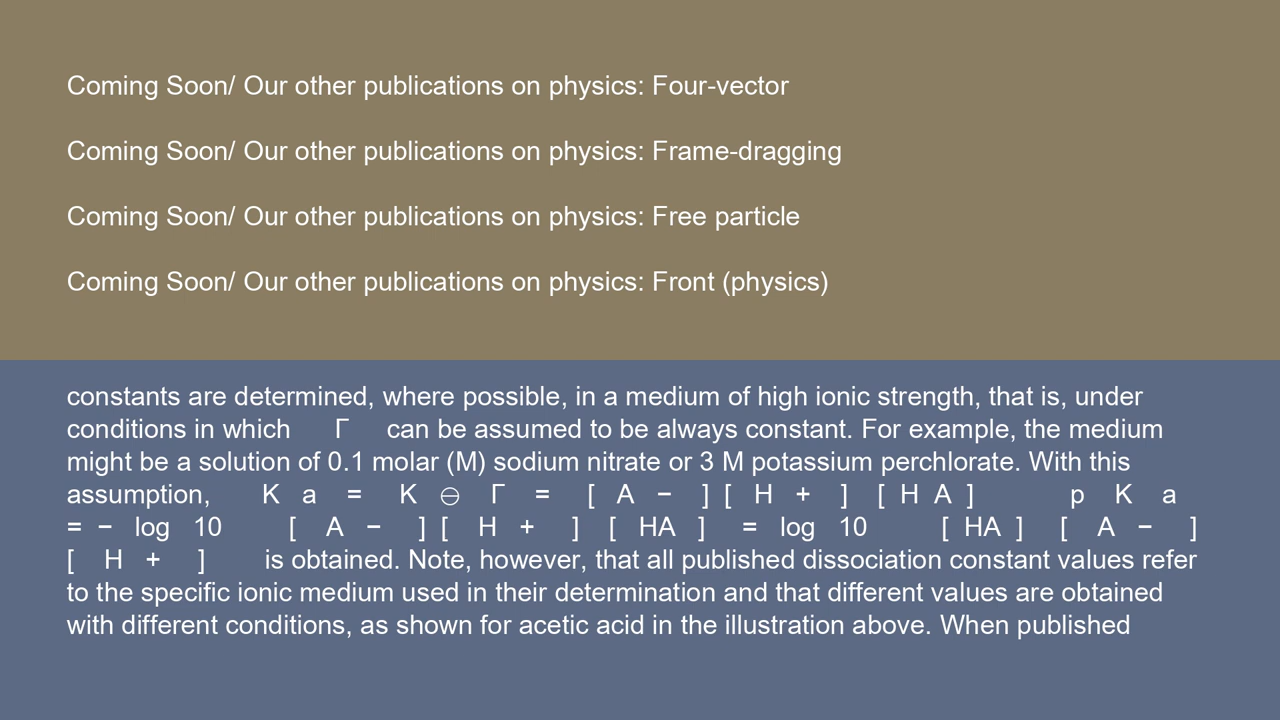 Coming Soon/ Our other publications on physics: Four-vector
Coming Soon/ Our other publications on physics: Frame-dragging
Coming Soon/ Our other publications on physics: Free particle
Coming Soon/ Our other publications on physics: Front (physics)
constants are determined, where possible, in a medium of high ionic strength, that is, under
conditions in which Γ can be assumed to be always constant. For example, the medium
might be a solution of 0.1 molar (M) sodium nitrate or 3 M potassium perchlorate. With this
assumption, K a = K ⊖ Γ = [ A − ] [ H + ] [ H A ] p K a
= − log 10 [ A − ] [ H + ] [ HA ] = log 10 [ HA ] [ A − ]
[ H + ] is obtained. Note, however, that all published dissociation constant values refer
to the specific ionic medium used in their determination and that different values are obtained
with different conditions, as shown for acetic acid in the illustration above. When published